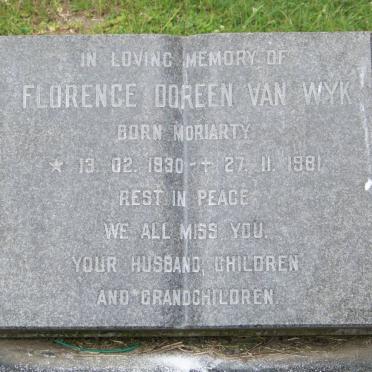 IN LOVING MEMORY OF
FLORENCE DOREEN VAN WYK
BORN MORIARTY
★ 13. 02. 1930 - ✝ 27. 11. 1981.
REST IN PEACE
WE ALL MISS YOU.
YOUR HUSBAND, CHILDREN
AND GRANDCHILDREN.